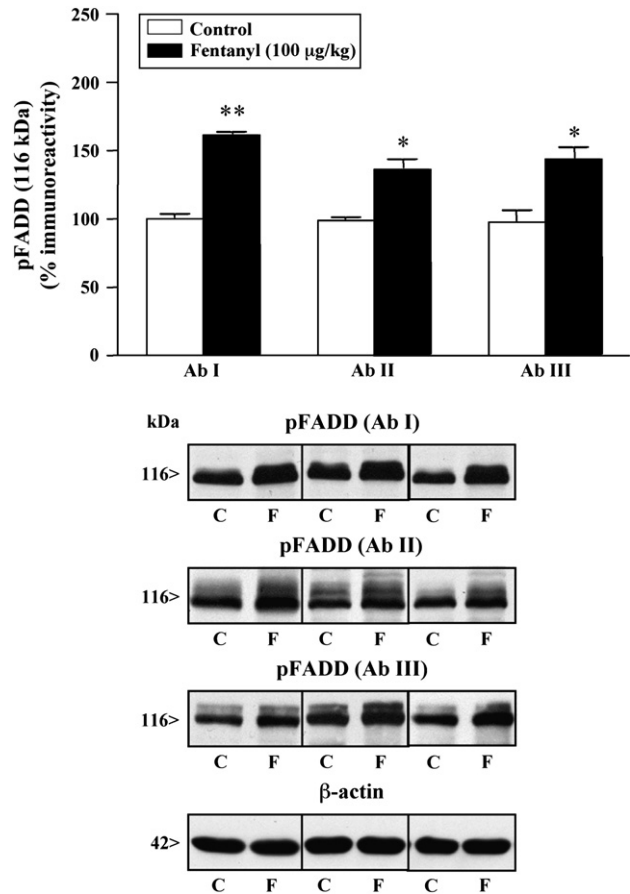 250
200
150
100
50
0
pFADD (116 kDa)
(% immunoreactivity)
Control
Fentanyl (100 μg/kg)
**
*
*
Ab I Ab II Ab III
kDa
pFADD (Ab I)
116>
C F C F C F
pFADD (Ab II)
116>
C F C F C F
pFADD (Ab III)
116>
C F C F C F
β-actin
42>
C F C F C F